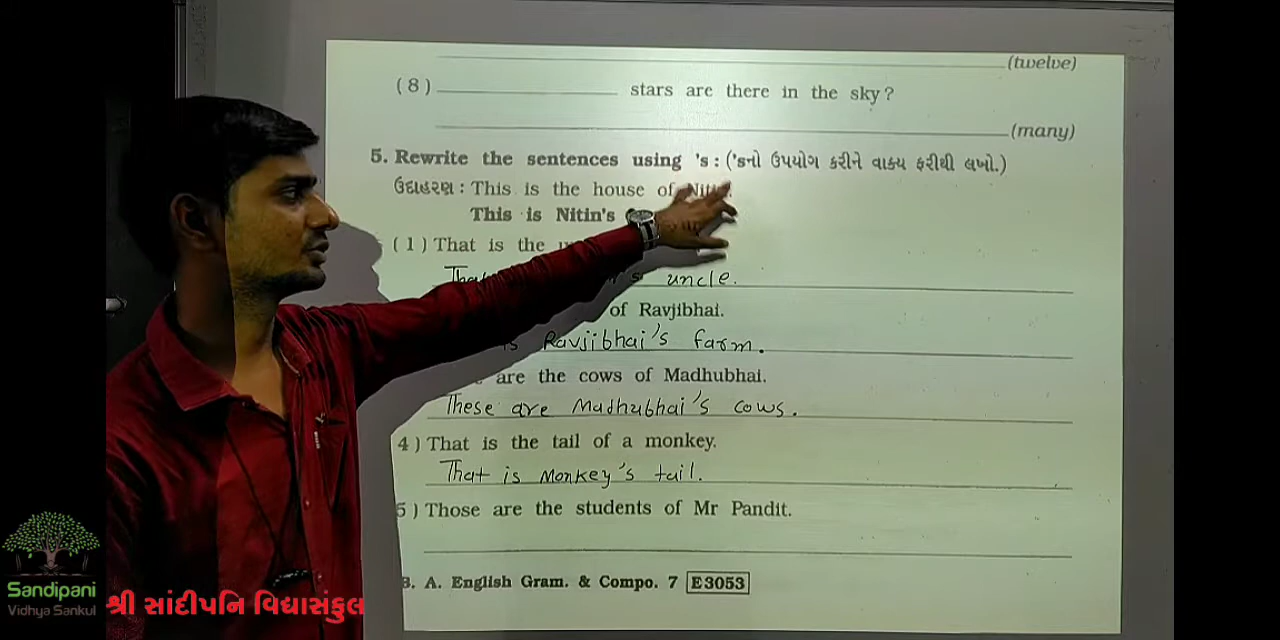 (twelve)
(8) stars are there in the sky?
(many)
5. Rewrite the sentences using 's : ('sનો ઉપયોગ કરીને વાક્ય ફરીથી લખો.)
ઉદાહરણ : This is the house of
This is Nitin's
(1) That is the
uncle.
of Ravjibhai.
is Ravjibhai's farm.
are the cows of Madhubhai.
These are Madhubhai's cows.
4) That is the tail of a monkey.
That is Monkey's tail.
5) Those are the students of Mr Pandit.
B. A. English Gram. & Compo. 7 E3053
Sandipani
Vidhya Sankul
શ્રી સાંદીપનિ વિદ્યાસંકુલ